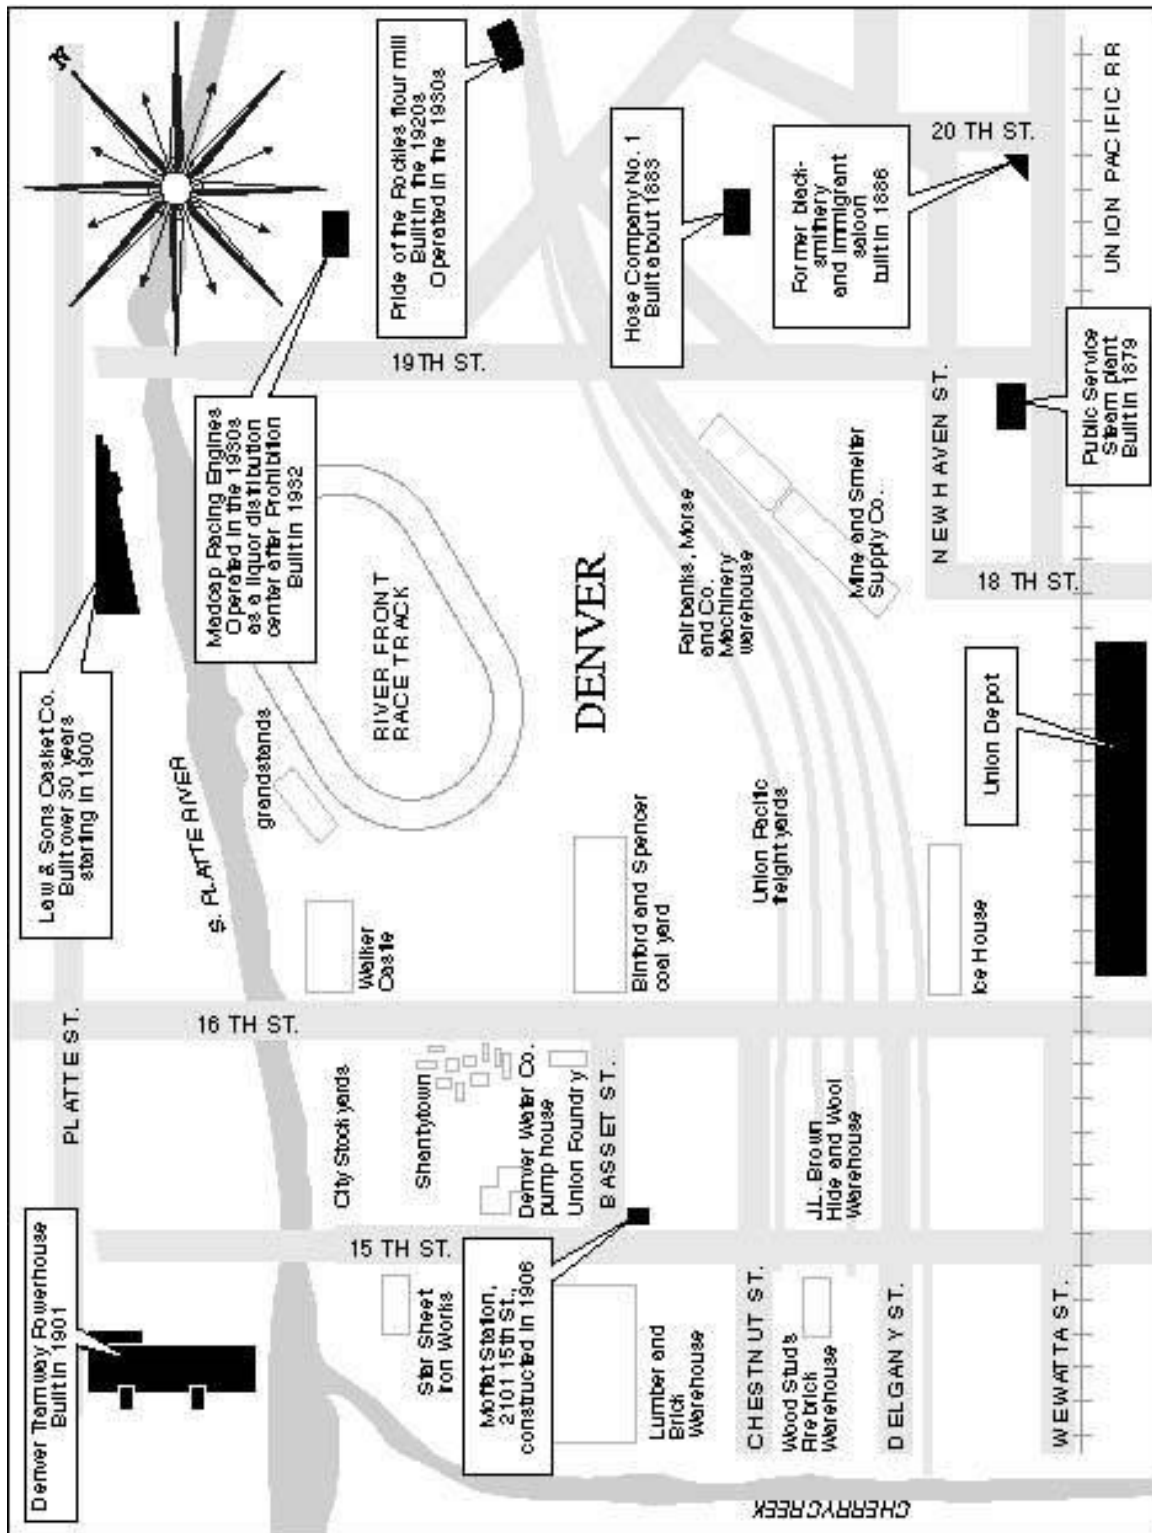 Denver Tramway Powerhouse
Built in 1901
PLATTE ST.
Law & Sons Casket Co.
Built over 30 years
starting in 1900
N
S. PLATTE RIVER
16 TH ST.
City Stock yards
Walker
Castle
grandstands
RIVER FRONT
RACE TRACK
Madcap Racing Engines
Operated in the 1930s
as a liquor distribution
center after Prohibition
Built in 1932
19 TH ST.
Pride of the Rockies flour mill
Built in the 1920s
Operated in the 1930s
15 TH ST.
Star Sheet
Iron Works
Shantytown
Denver Water Co.
pump house
Union Foundry
BASSET ST.
Moffat Station,
2101 15th St.,
constructed in 1906
Lumber and
Brick
Warehouse
Binford and Spencer
coal yard
DENVER
Hose Company No. 1
Built about 1883
Fairbanks, Morse
and Co.
Machinery
warehouse
Union Pacific
freight yards
CHESTNUT ST.
Wood Stud's
Firebrick
Warehouse
J.L. Brown
Hide and Wool
Warehouse
DELGANY ST.
Mine and Smelter
Supply Co.
Former black-
smithery
and immigrant
saloon
built in 1886
20 TH ST.
NEW HAVEN ST.
18 TH ST.
Ice House
Union Depot
Public Service
Steam plant
Built in 1879
WEWATTA ST.
UNION PACIFIC RR
CHERRY CREEK